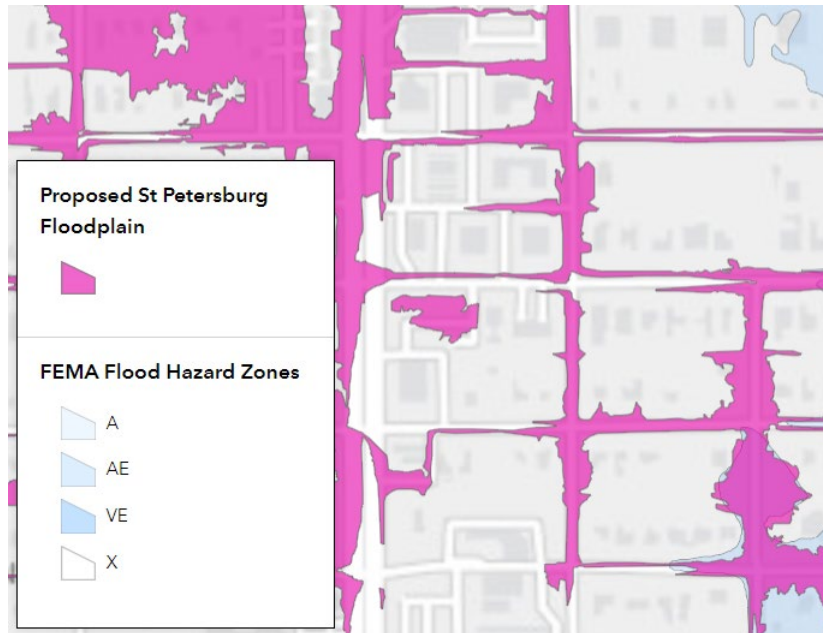 Proposed St Petersburg
Floodplain
FEMA Flood Hazard Zones
A
AE
VE
X